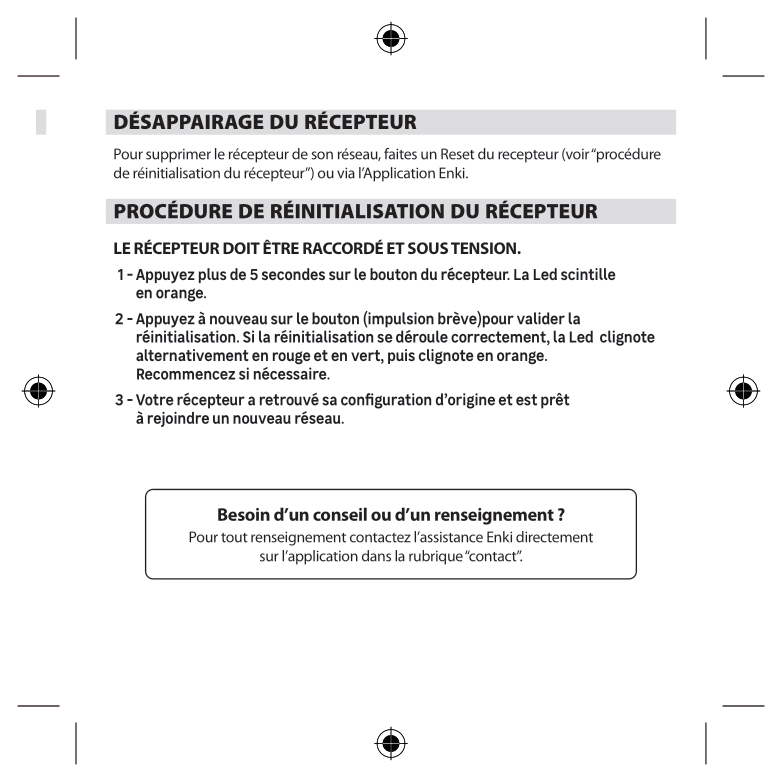 DÉSAPPAIRAGE DU RÉCEPTEUR
Pour supprimer le récepteur de son réseau, faites un Reset du recepteur (voir “procédure
de réinitialisation du récepteur”) ou via l’Application Enki.
PROCÉDURE DE RÉINITIALISATION DU RÉCEPTEUR
LE RÉCEPTEUR DOIT ÊTRE RACCORDÉ ET SOUS TENSION.
1 - Appuyez plus de 5 secondes sur le bouton du récepteur. La Led scintille
en orange.
2 - Appuyez à nouveau sur le bouton (impulsion brève)pour valider la
réinitialisation. Si la réinitialisation se déroule correctement, la Led  clignote
alternativement en rouge et en vert, puis clignote en orange.
Recommencez si nécessaire.
3 - Votre récepteur a retrouvé sa configuration d’origine et est prêt
à rejoindre un nouveau réseau.
Besoin d’un conseil ou d’un renseignement ?
Pour tout renseignement contactez l’assistance Enki directement
sur l’application dans la rubrique “contact”.